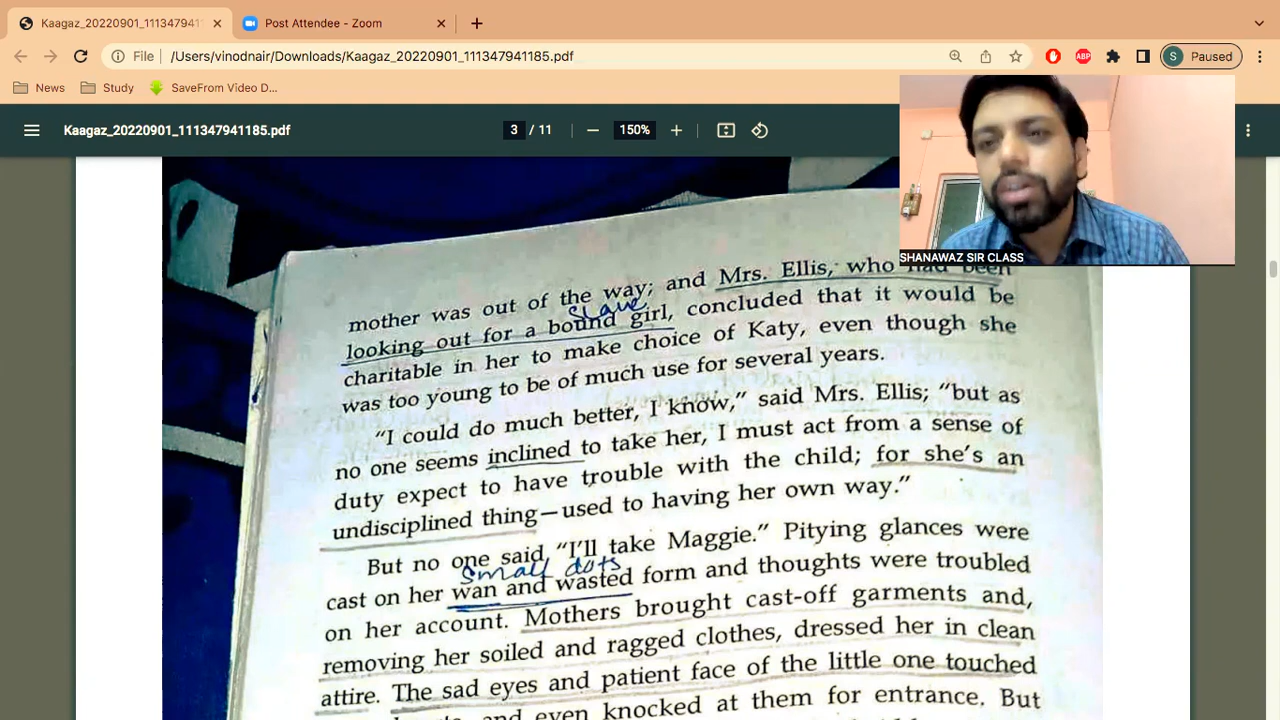 Kaagaz_20220901_1113479411
Post Attendee - Zoom
File
/Users/vinodnair/Downloads/Kaagaz_20220901_111347941185.pdf
S Paused
News
Study
SaveFrom Video D...
Kaagaz_20220901_111347941185.pdf
3 / 11
150%
SHANAWAZ SIR CLASS
mother was out of the way; and Mrs. Ellis, who had been
slave
looking out for a bound girl, concluded that it would be
charitable in her to make choice of Katy, even though she
was too young to be of much use for several years.
"I could do much better, I know," said Mrs. Ellis; "but as
no one seems inclined to take her, I must act from a sense of
duty expect to have trouble with the child; for she's an
undisciplined thing—used to having her own way."
But no one said "I'll take Maggie." Pitying glances were
small dots
cast on her wan and wasted form and thoughts were troubled
on her account. Mothers brought cast-off garments and,
removing her soiled and ragged clothes, dressed her in clean
attire. The sad eyes and patient face of the little one touched
and even knocked at them for entrance. But